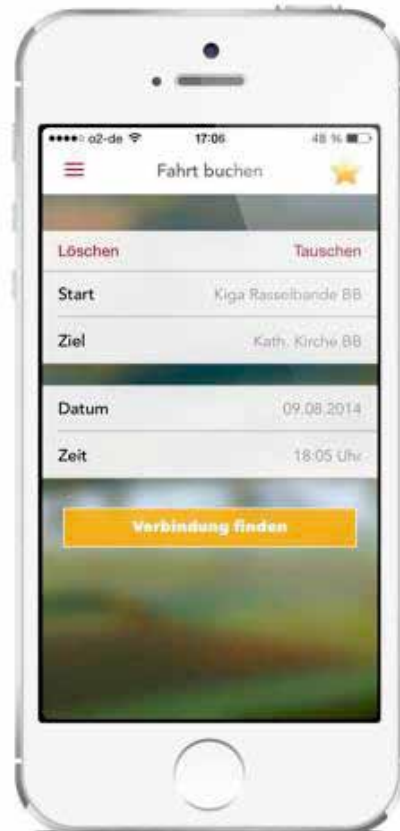 o2-de 17:06 48 %
Fahrt buchen
Löschen Tauschen
Start Kiga Rasselbande BB
Ziel Kath. Kirche BB
Datum 09.08.2014
Zeit 18:05 Uhr
Verbindung finden